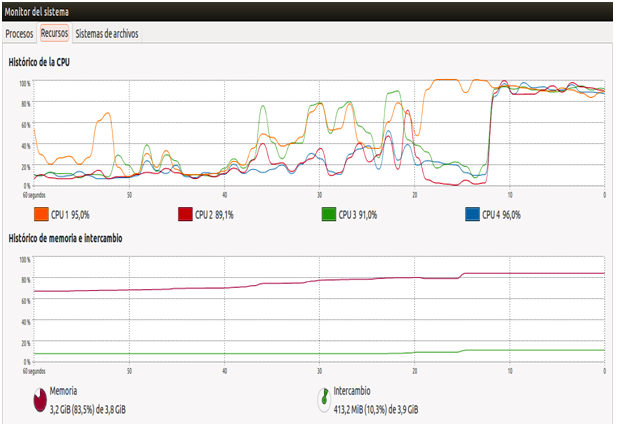 Monitor del sistema
Procesos Recursos Sistemas de archivos
Histórico de la CPU
100 %
80 %
60 %
40 %
20 %
0 %
60 segundos 50 40 30 20 10 0
CPU 1 95,0% CPU 2 89,1% CPU 3 91,0% CPU 4 96,0%
Histórico de memoria e intercambio
100 %
80 %
60 %
40 %
20 %
0 %
60 segundos 50 40 30 20 10 0
Memoria Intercambio
3,2 GiB (83,5%) de 3,8 GiB 413,2 MiB (10,3%) de 3,9 GiB